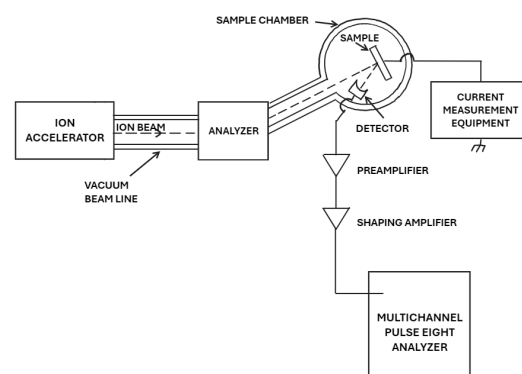 SAMPLE CHAMBER
SAMPLE
ION
ACCELERATOR
ION BEAM
ANALYZER
VACUUM
BEAM LINE
DETECTOR
CURRENT
MEASUREMENT
EQUIPMENT
PREAMPLIFIER
SHAPING AMPLIFIER
MULTICHANNEL
PULSE EIGHT
ANALYZER